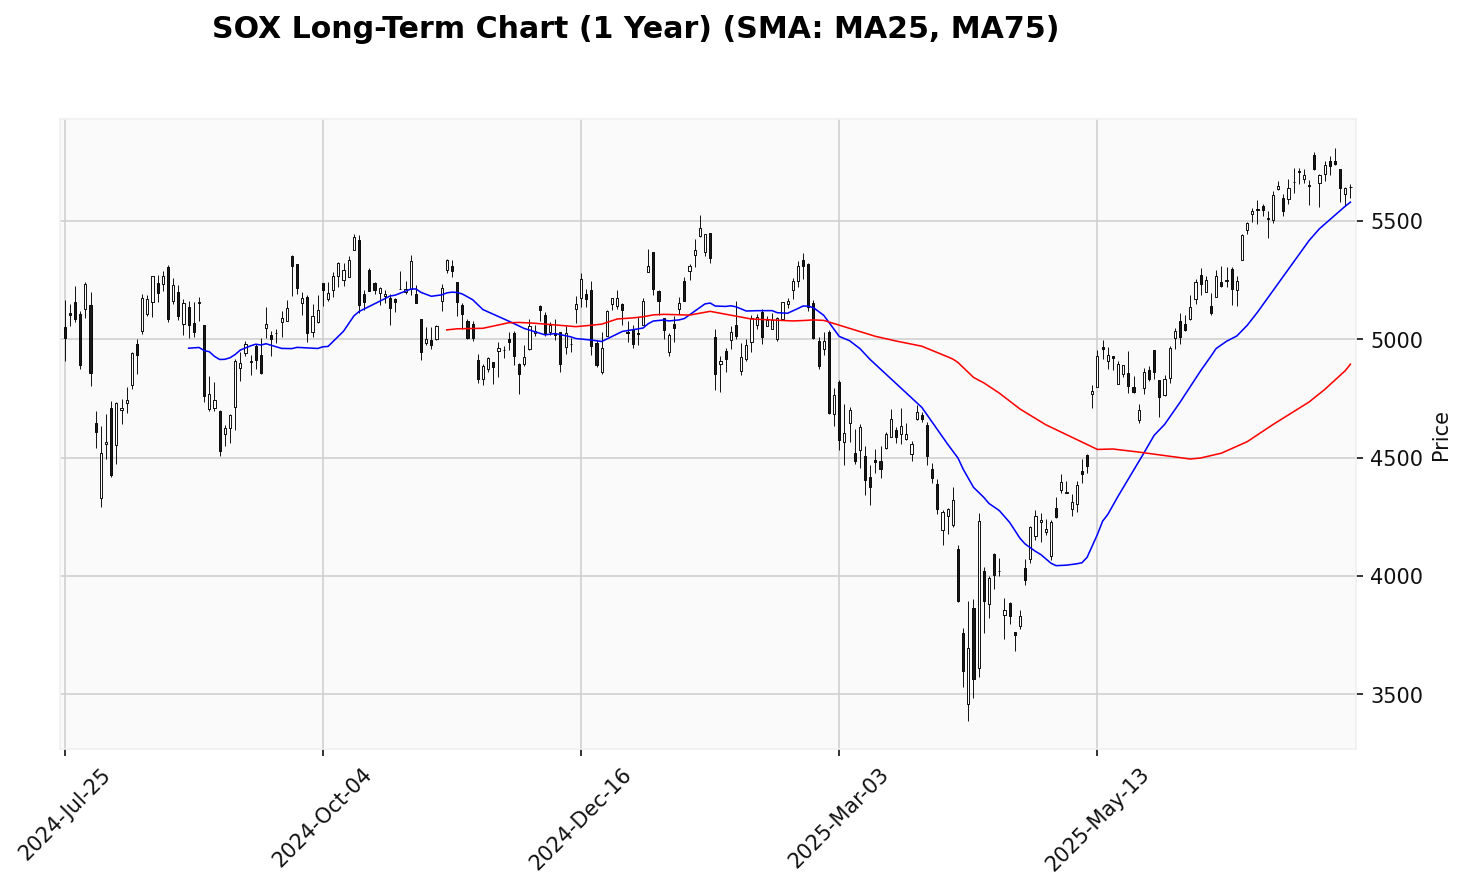 SOX Long-Term Chart (1 Year) (SMA: MA25, MA75)
5500
5000
4500
4000
3500
Price
2024-Jul-25
2024-Oct-04
2024-Dec-16
2025-Mar-03
2025-May-13